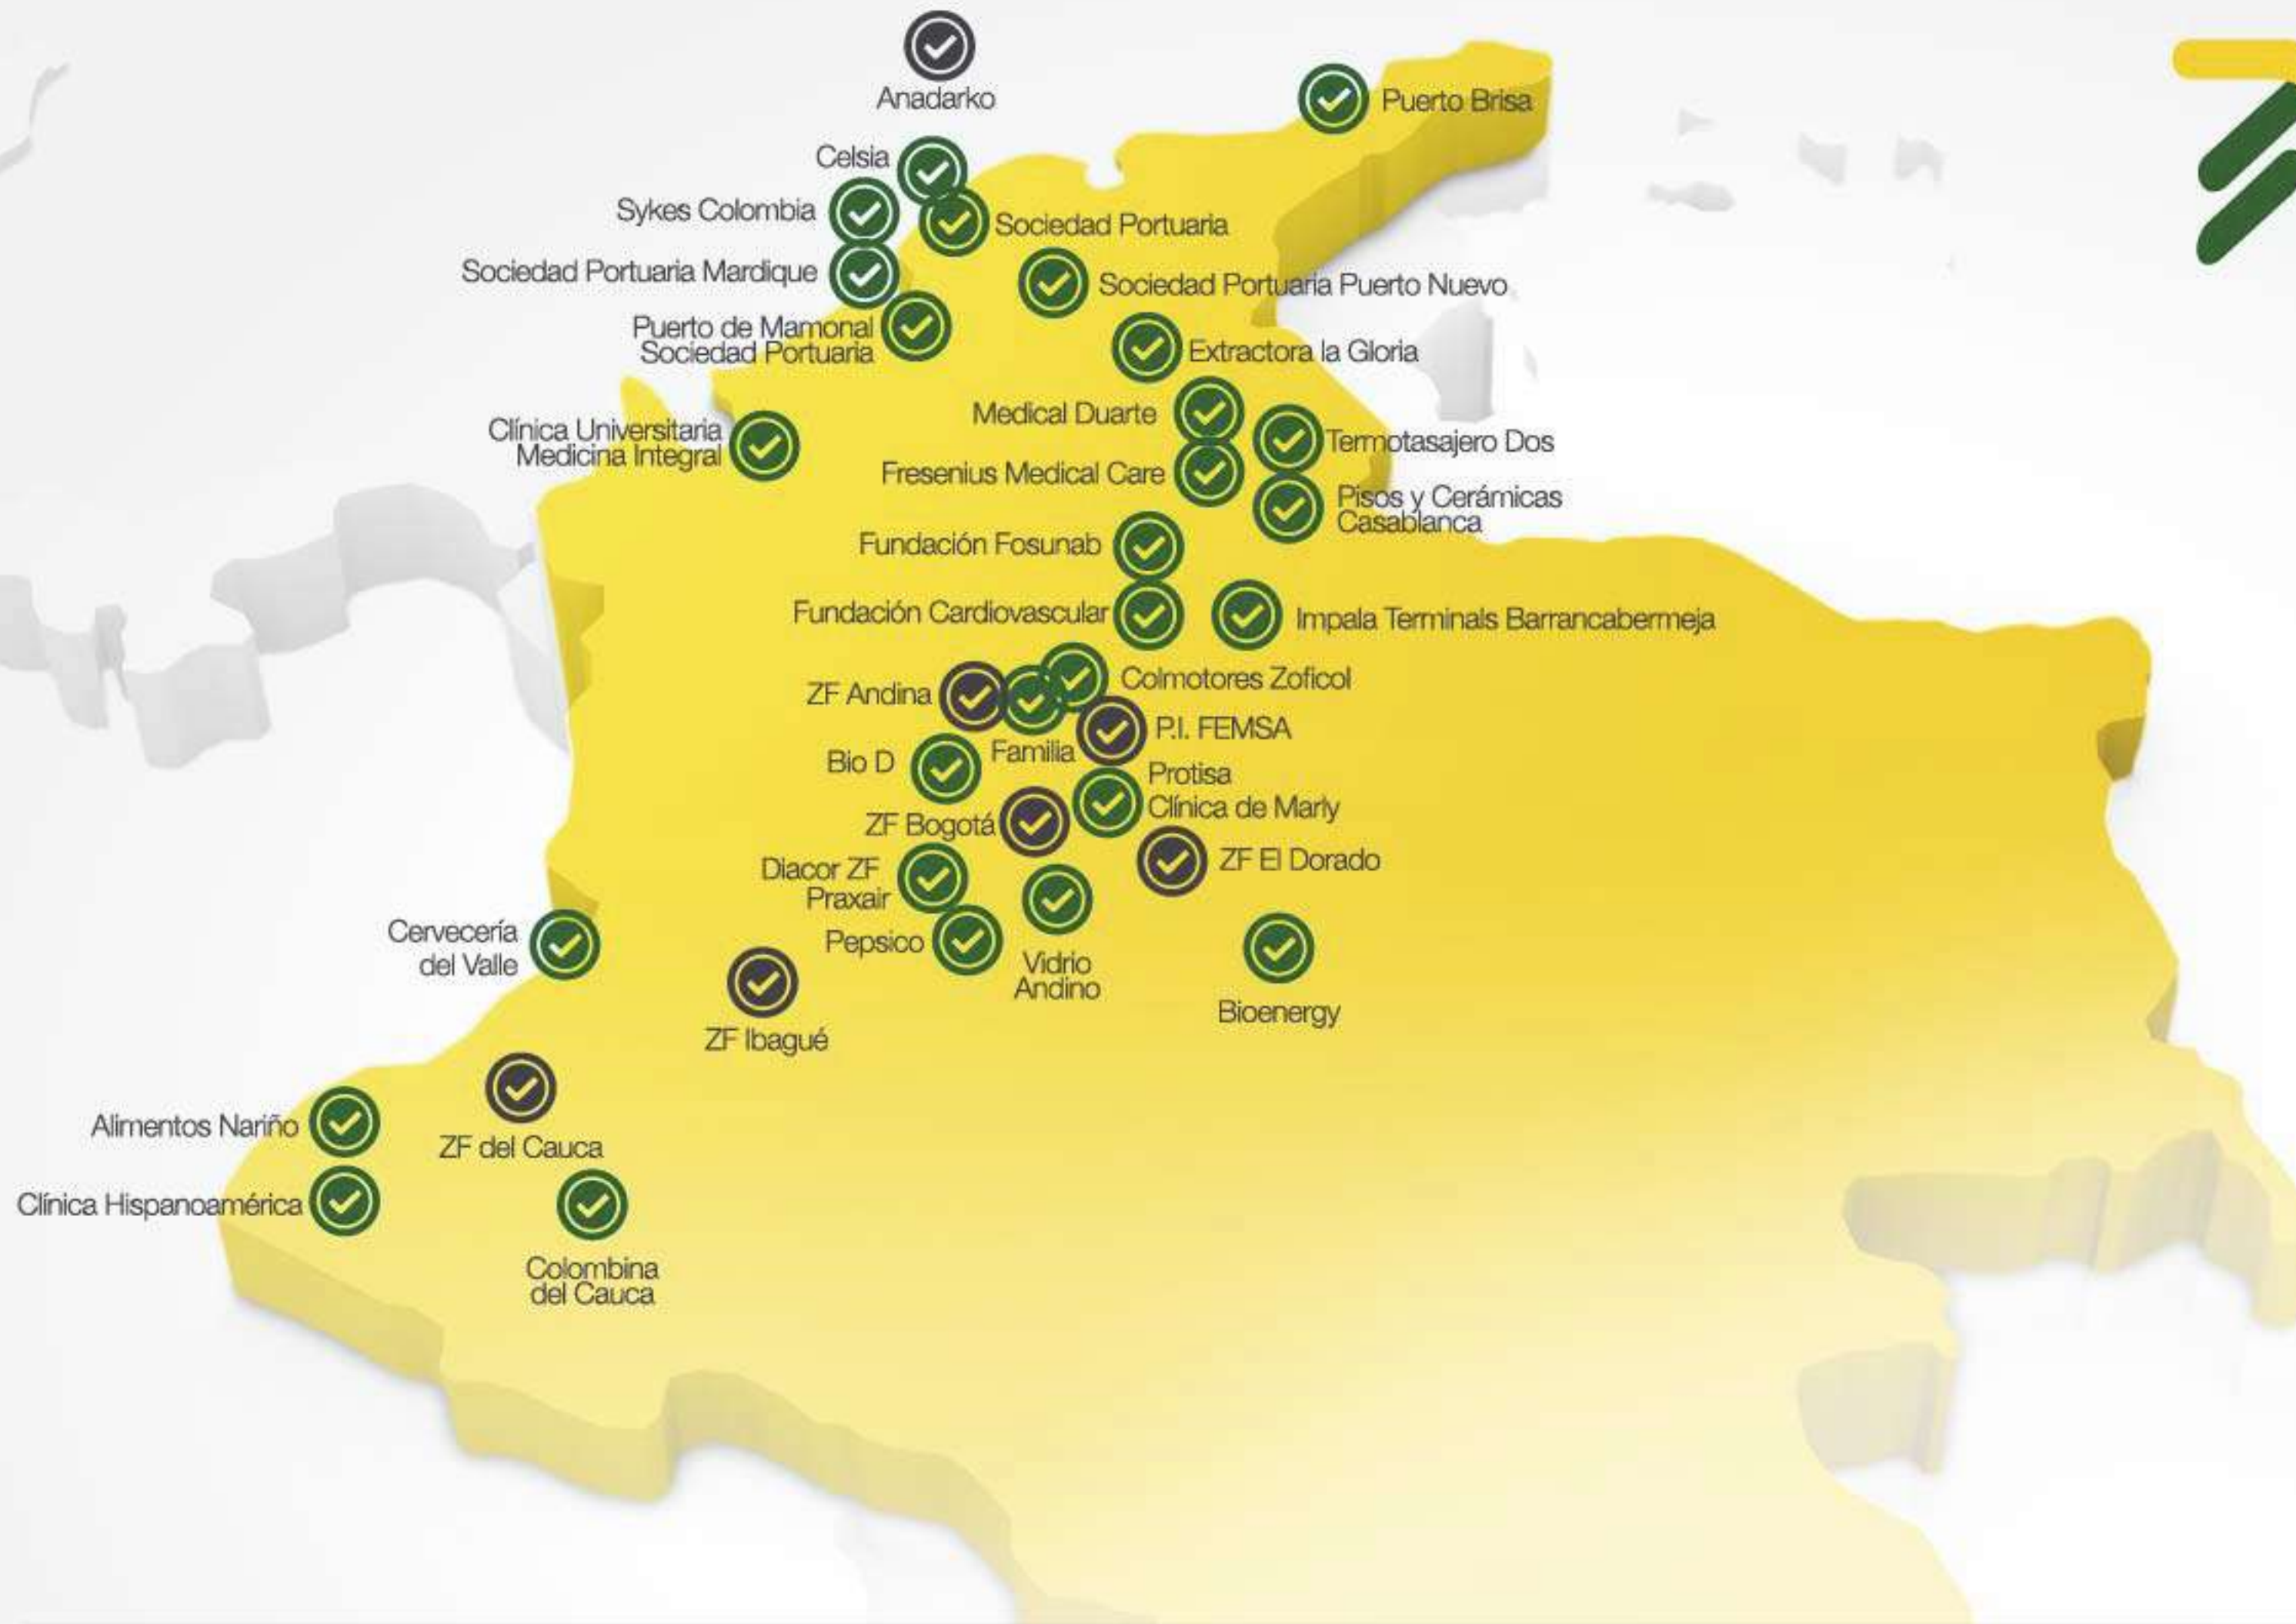 Anadarko
Puerto Brisa
Celsia
Sykes Colombia
Sociedad Portuaria
Sociedad Portuaria Mardique
Sociedad Portuaria Puerto Nuevo
Puerto de Mamonal
Sociedad Portuaria
Extractora la Gloria
Medical Duarte
Clínica Universitaria
Medicina Integral
Termotasajero Dos
Fresenius Medical Care
Pisos y Cerámicas
Casablanca
Fundación Fosunab
Fundación Cardiovascular
Impala Terminals Barrancabermeja
ZF Andina
Colmotores Zoficol
P.I. FEMSA
Familia
Bio D
Protisa
Clínica de Marly
ZF Bogotá
ZF El Dorado
Diacor ZF
Praxair
Cervecería
del Valle
Pepsico
Vidrio
Andino
Bioenergy
ZF Ibagué
Alimentos Nariño
ZF del Cauca
Clínica Hispanoamérica
Colombina
del Cauca